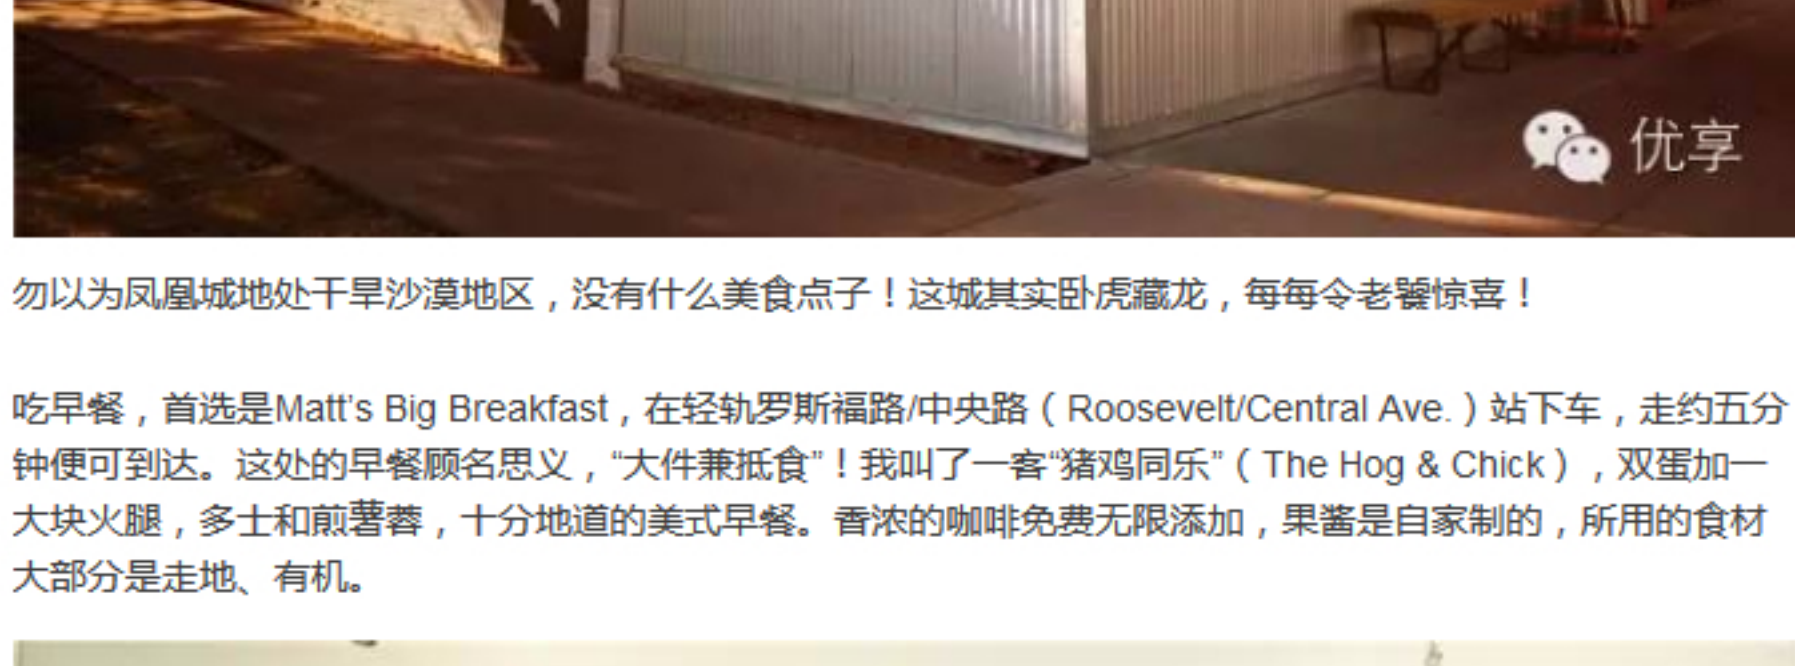 优享
勿以为凤凰城地处干旱沙漠地区，没有什么美食点子！这城其实卧虎藏龙，每每令老饕惊喜！
吃早餐，首选是Matt's Big Breakfast，在轻轨罗斯福路/中央路（Roosevelt/Central Ave.）站下车，走约五分
钟便可到达。这处的早餐顾名思义，“大件兼抵食”！我叫了一客“猪鸡同乐”（The Hog & Chick），双蛋加一
大块火腿，多士和煎薯蓉，十分地道的美式早餐。香浓的咖啡免费无限添加，果酱是自家制的，所用的食材
大部分是走地、有机。